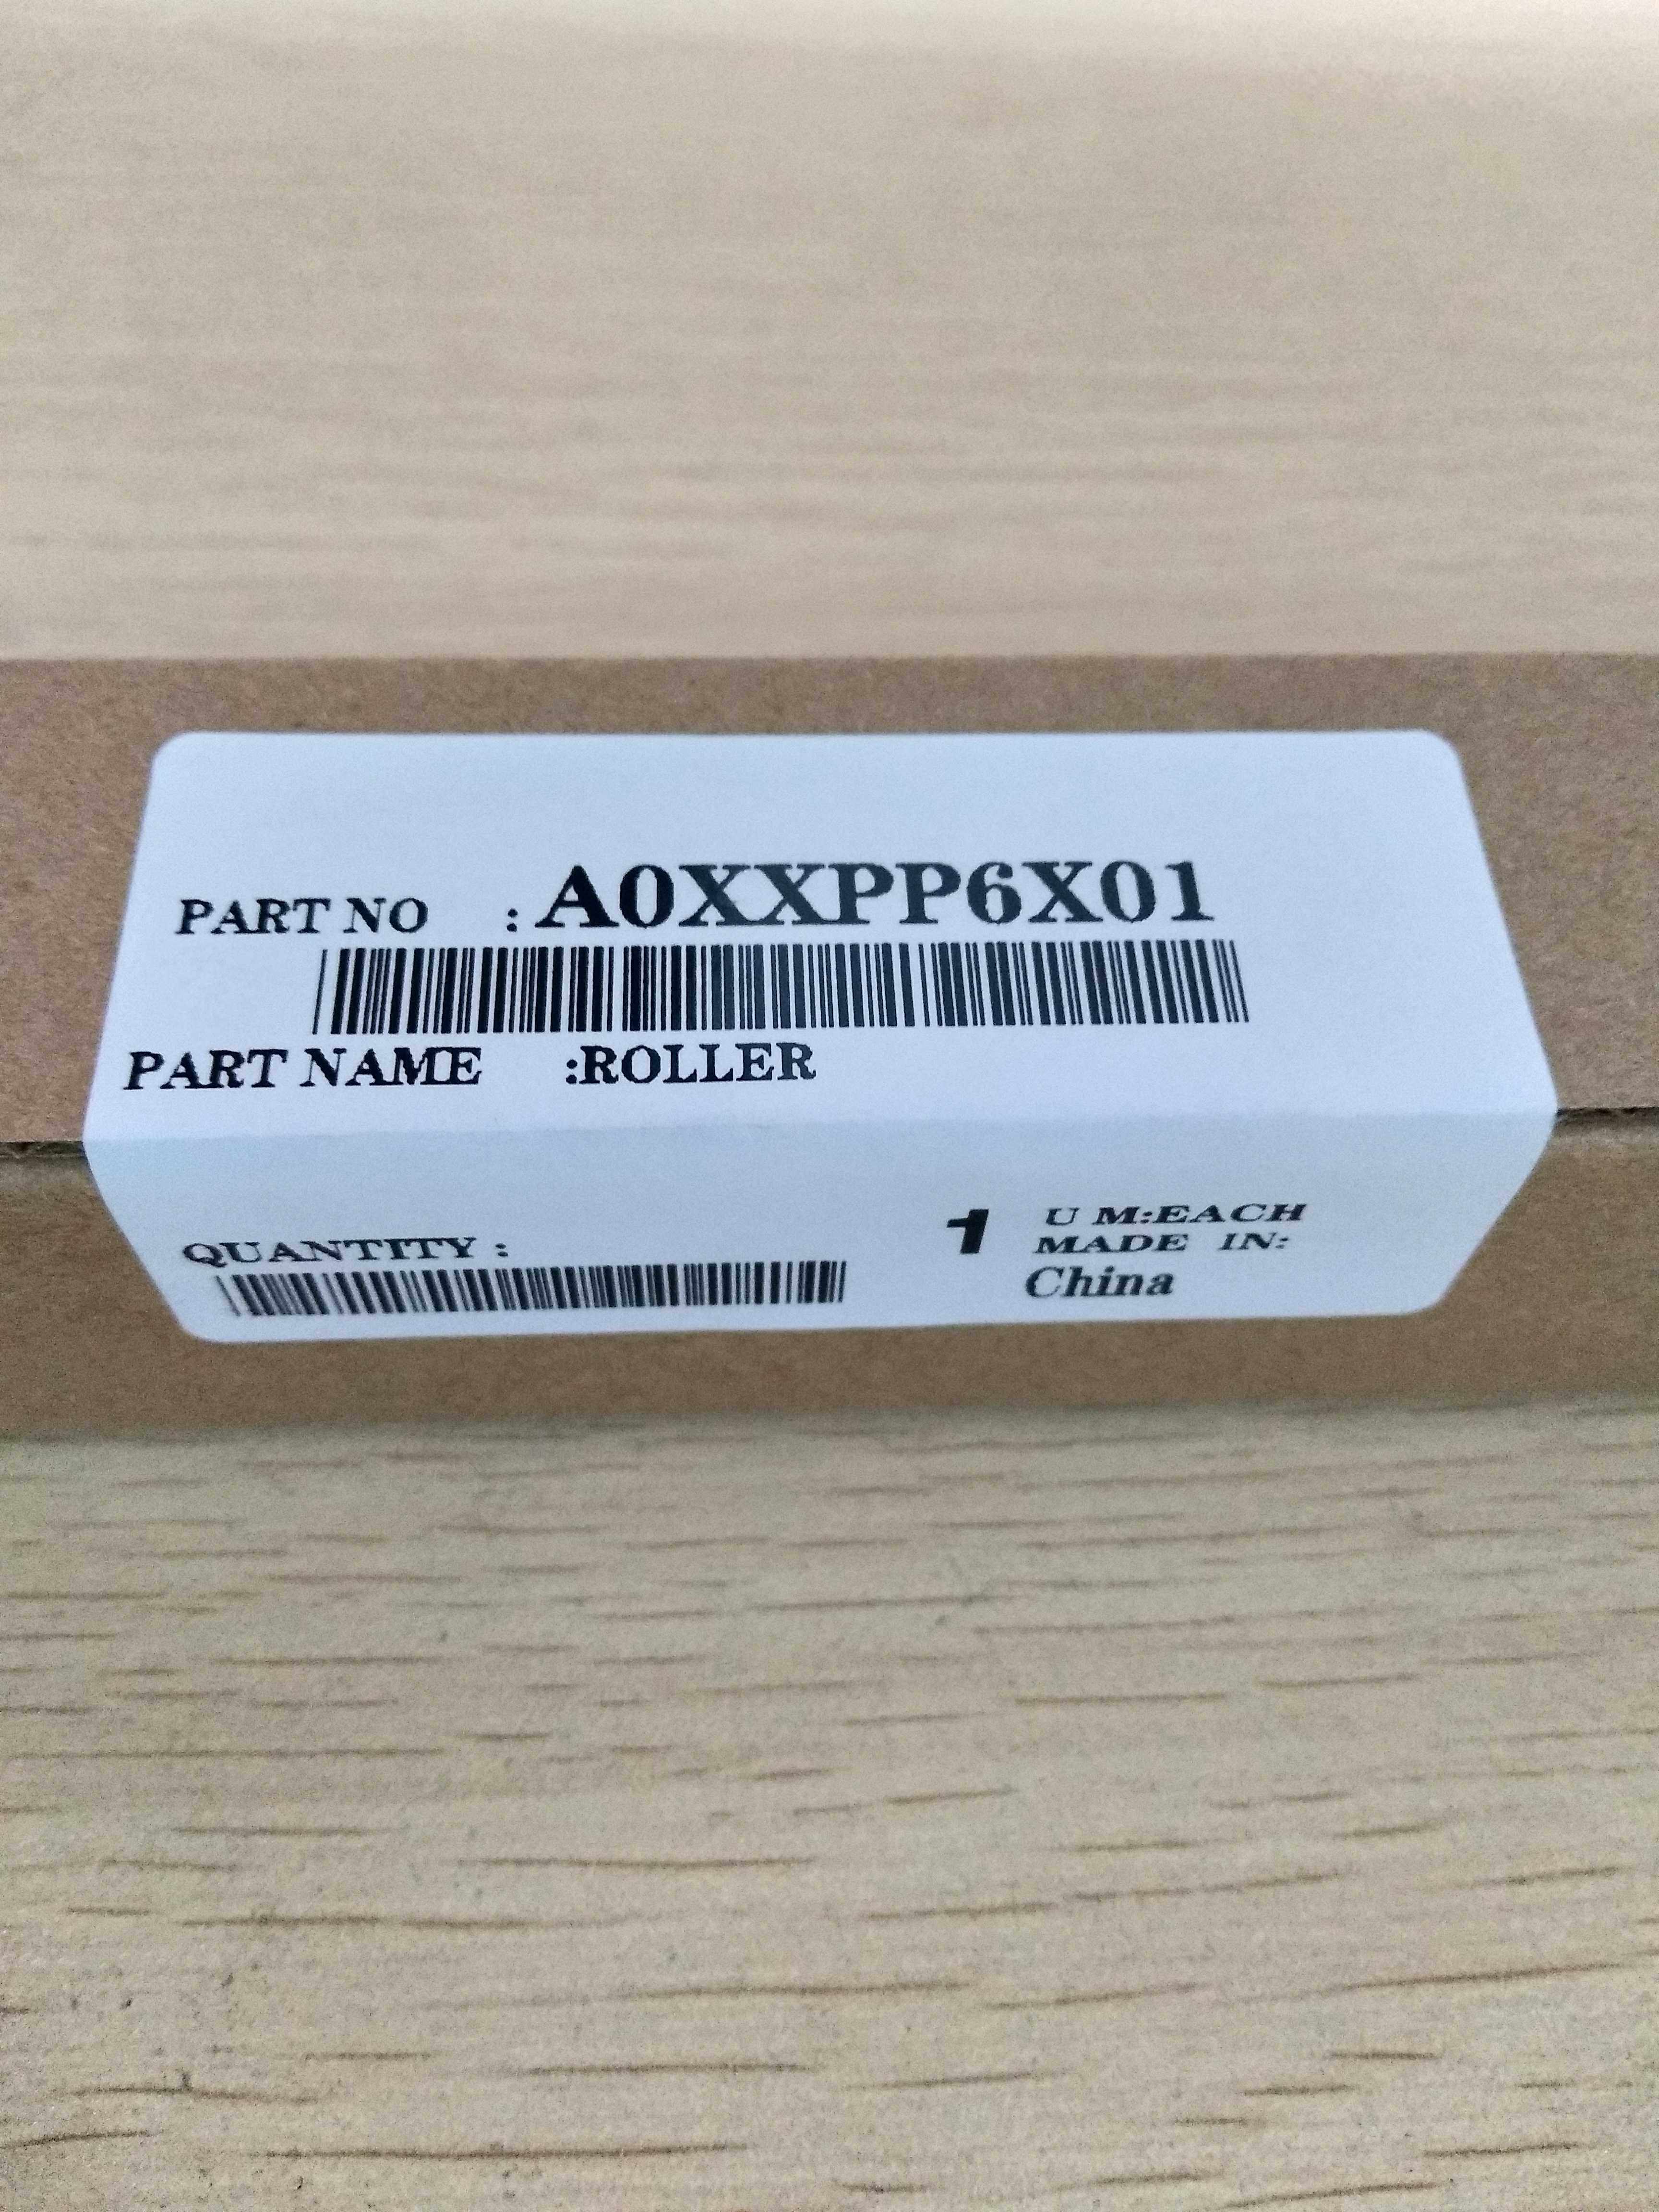 PART NO : A0XXPP6X01
PART NAME :ROLLER
QUANTITY : 1 U M:EACH
MADE IN:
China